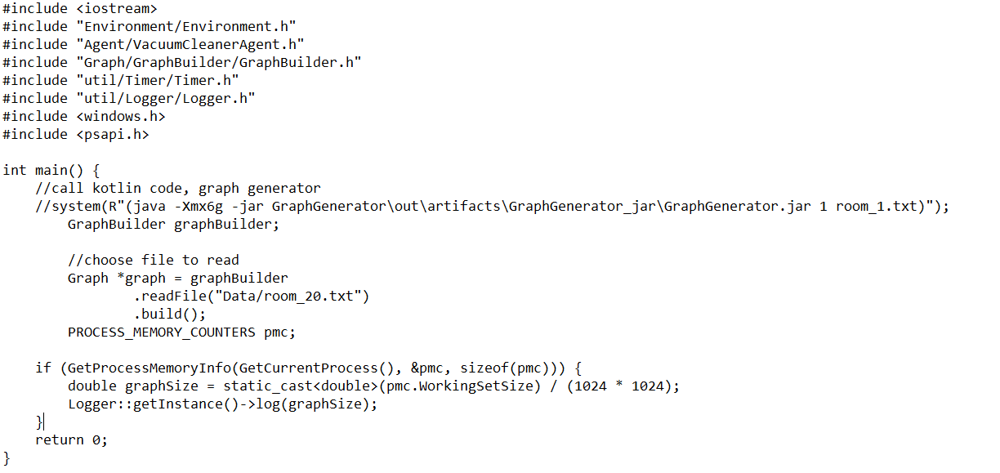 #include <iostream>
#include "Environment/Environment.h"
#include "Agent/VacuumCleanerAgent.h"
#include "Graph/GraphBuilder/GraphBuilder.h"
#include "util/Timer/Timer.h"
#include "util/Logger/Logger.h"
#include <windows.h>
#include <psapi.h>

int main() {
    //call kotlin code, graph generator
    //system(R"(java -Xmx6g -jar GraphGenerator\out\artifacts\GraphGenerator_jar\GraphGenerator.jar 1 room_1.txt)");
        GraphBuilder graphBuilder;

        //choose file to read
        Graph *graph = graphBuilder
                .readFile("Data/room_20.txt")
                .build();
        PROCESS_MEMORY_COUNTERS pmc;

    if (GetProcessMemoryInfo(GetCurrentProcess(), &pmc, sizeof(pmc))) {
        double graphSize = static_cast<double>(pmc.WorkingSetSize) / (1024 * 1024);
        Logger::getInstance()->log(graphSize);
    }
    return 0;
}